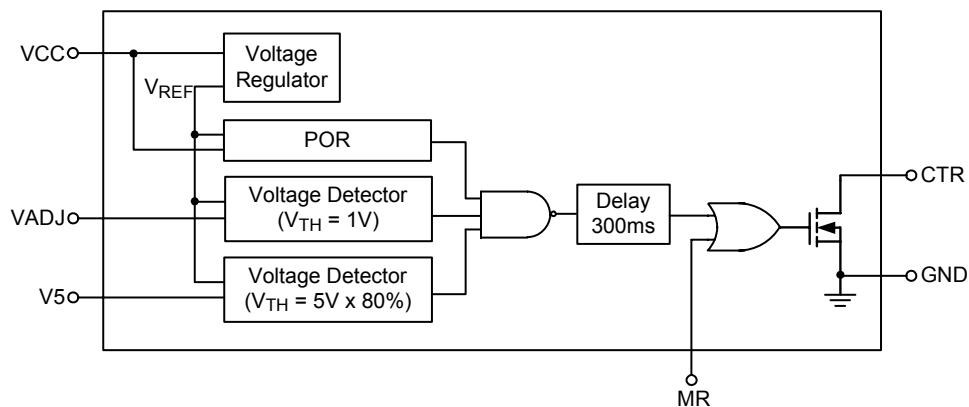 VCC
Voltage
Regulator
VREF
POR
VADJ
Voltage Detector
(VTH = 1V)
Delay
300ms
CTR
V5
Voltage Detector
(VTH = 5V x 80%)
GND
MR